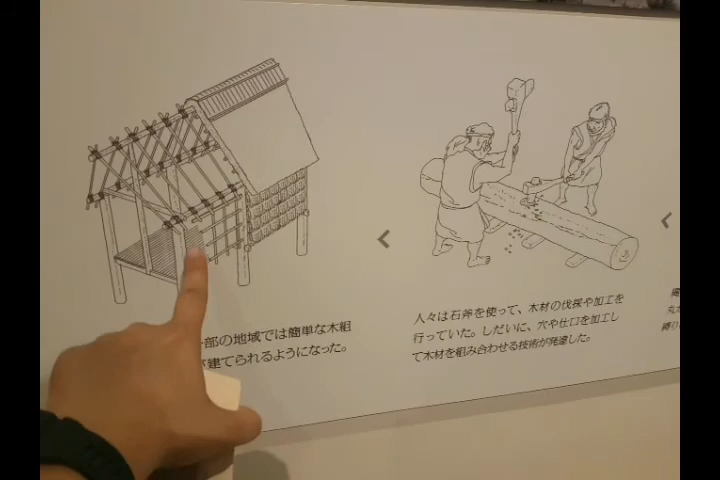 部の地域では簡単な木組
建てられるようになった。
人々は石斧を使って、木材の伐採や加工を
行っていた。しだいに、穴や仕口を加工し
て木材を組み合わせる技術が発達した。
縛り